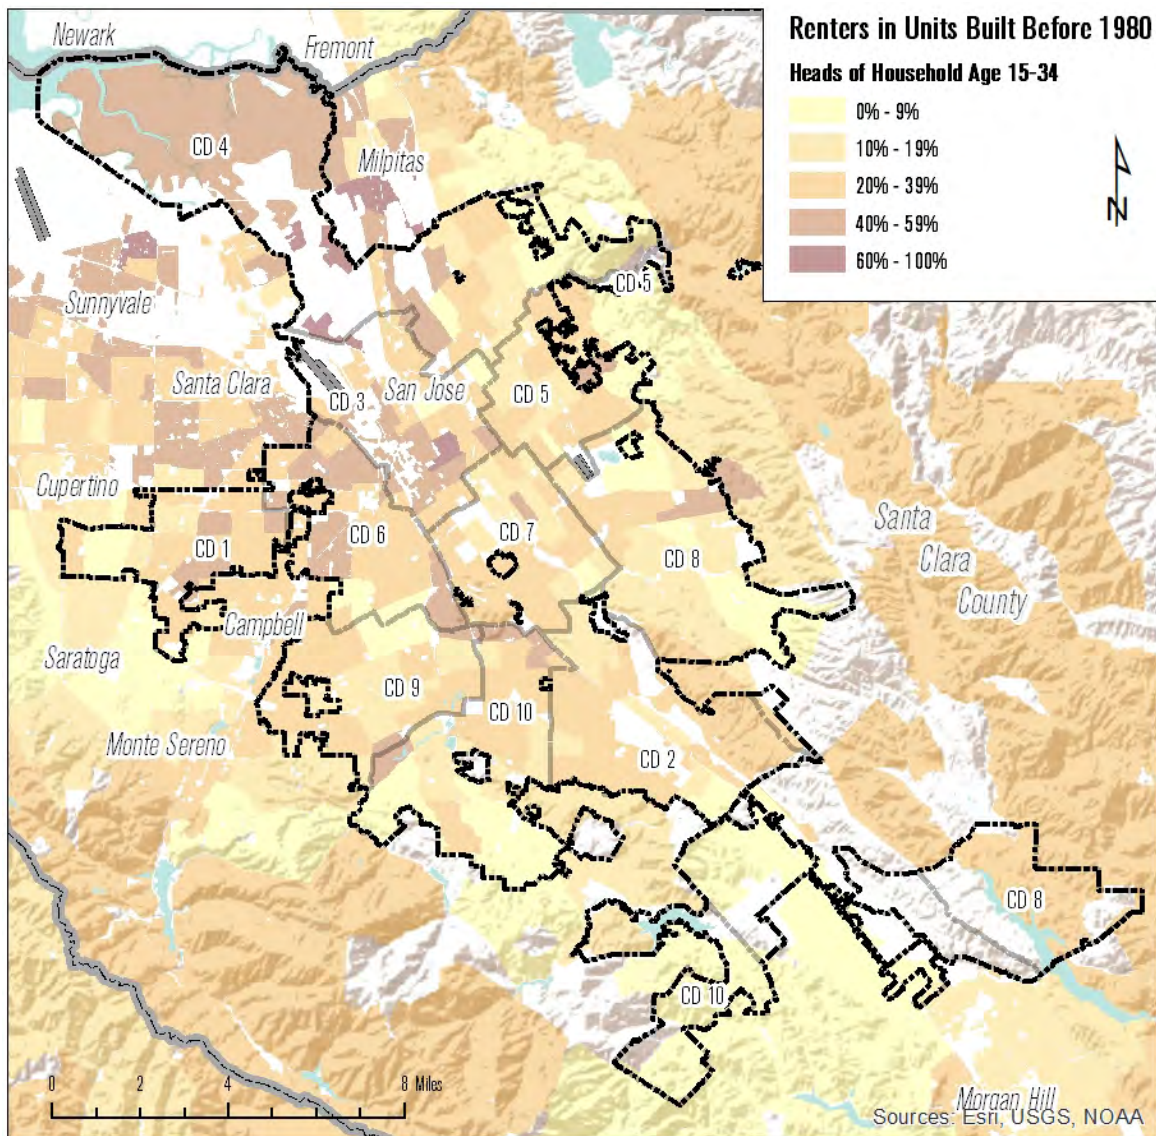 Renters in Units Built Before 1980
Heads of Household Age 15-34
0% - 9%
10% - 19%
20% - 39%
40% - 59%
60% - 100%
N
Newark
Fremont
CD 4
Milpitas
CD 5
Sunnyvale
Santa Clara
CD 3
San Jose
CD 5
Cupertino
CD 1
CD 6
CD 7
CD 8
Santa
Clara
County
Campbell
Saratoga
CD 9
CD 10
Monte Sereno
CD 2
CD 8
CD 10
0 2 4 8 Miles
Morgan Hill
Sources: Esri, USGS, NOAA